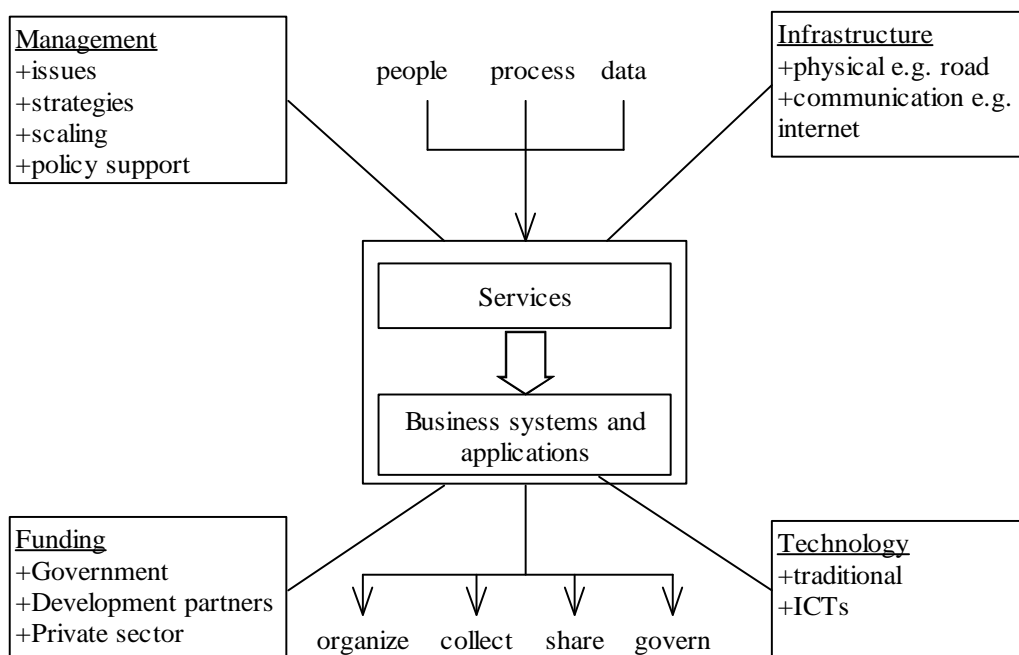 Management
+issues
+strategies
+scaling
+policy support
people process data
Infrastructure
+physical e.g. road
+communication e.g.
internet
Services
Business systems and
applications
Funding
+Government
+Development partners
+Private sector
organize collect share govern
Technology
+traditional
+ICTs